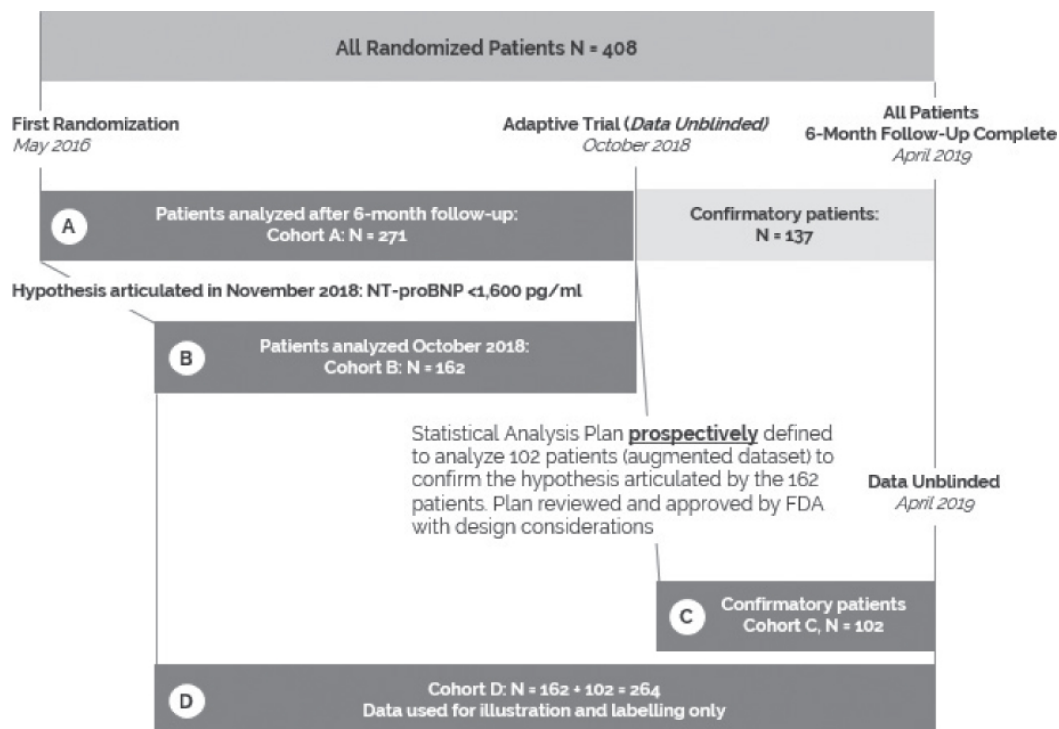 All Randomized Patients N = 408
First Randomization
May 2016
Adaptive Trial (Data Unblinded)
October 2018
All Patients
6-Month Follow-Up Complete
April 2019
A
Patients analyzed after 6-month follow-up:
Cohort A: N = 271
Confirmatory patients:
N = 137
Hypothesis articulated in November 2018: NT-proBNP <1,600 pg/ml
B
Patients analyzed October 2018:
Cohort B: N = 162
Statistical Analysis Plan prospectively defined
to analyze 102 patients (augmented dataset) to
confirm the hypothesis articulated by the 162
patients. Plan reviewed and approved by FDA
with design considerations
Data Unblinded
April 2019
C
Confirmatory patients
Cohort C, N = 102
D
Cohort D: N = 162 + 102 = 264
Data used for illustration and labelling only